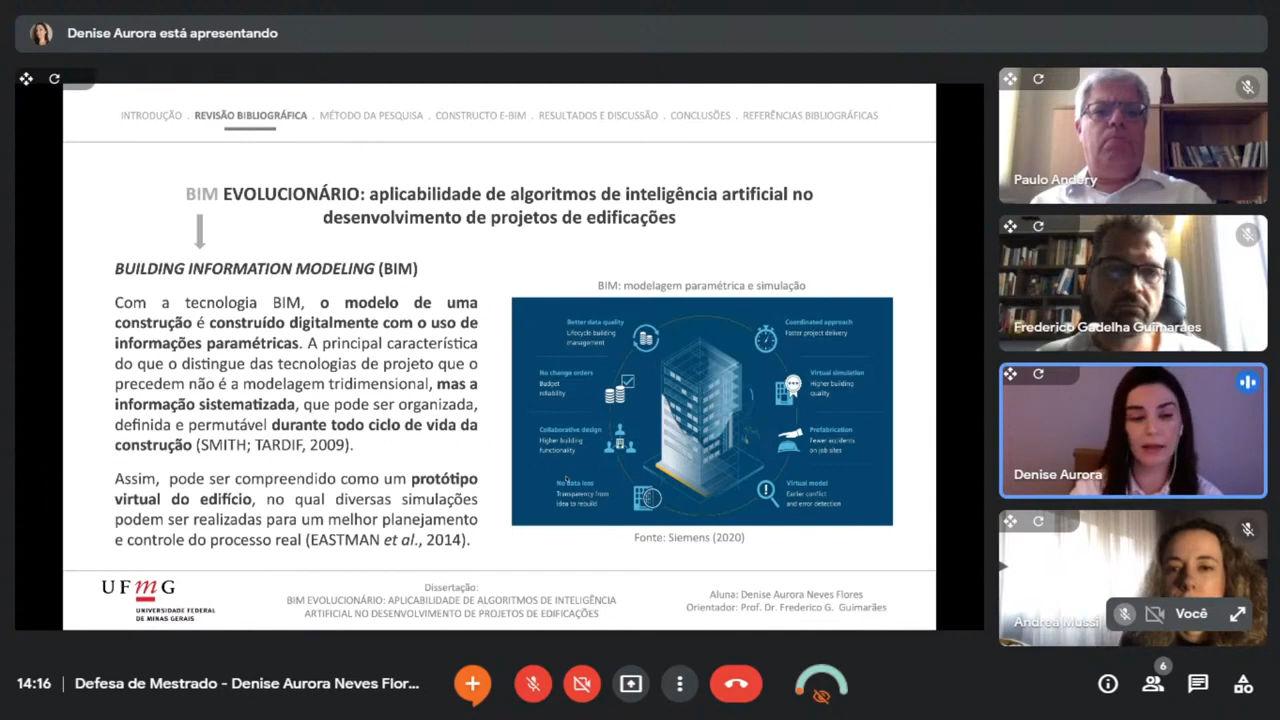 Denise Aurora está apresentando
INTRODUÇÃO . REVISÃO BIBLIOGRÁFICA . MÉTODO DA PESQUISA . CONSTRUCTO E-BIM . RESULTADOS E DISCUSSÃO . CONCLUSÕES . REFERÊNCIAS BIBLIOGRÁFICAS
BIM EVOLUCIONÁRIO: aplicabilidade de algoritmos de inteligência artificial no
desenvolvimento de projetos de edificações
BUILDING INFORMATION MODELING (BIM)
Com a tecnologia BIM, o modelo de uma
construção é construído digitalmente com o uso de
informações paramétricas. A principal característica
do que o distingue das tecnologias de projeto que o
precedem não é a modelagem tridimensional, mas a
informação sistematizada, que pode ser organizada,
definida e permutável durante todo ciclo de vida da
construção (SMITH; TARDIF, 2009).
Assim, pode ser compreendido como um protótipo
virtual do edifício, no qual diversas simulações
podem ser realizadas para um melhor planejamento
e controle do processo real (EASTMAN et al., 2014).
BIM: modelagem paramétrica e simulação
Better data quality
Lifecycle building
management
No change orders
Budget
reliability
Collaborative design
Higher building
functionality
No data loss
Transparency from
idea to rebuild
Coordinated approach
Faster project delivery
Virtual simulation
Higher building
quality
Prefabrication
Fewer accidents
on job sites
Virtual model
Earlier conflict
and error detection
Fonte: Siemens (2020)
UFMG
UNIVERSIDADE FEDERAL
DE MINAS GERAIS
Dissertação:
BIM EVOLUCIONÁRIO: APLICABILIDADE DE ALGORITMOS DE INTELIGÊNCIA
ARTIFICIAL NO DESENVOLVIMENTO DE PROJETOS DE EDIFICAÇÕES
Aluna: Denise Aurora Neves Flores
Orientador: Prof. Dr. Frederico G. Guimarães
Paulo Andery
Frederico Gadelha Guimaraes
Denise Aurora
Andrea Mussi
Você
14:16 | Defesa de Mestrado - Denise Aurora Neves Flor...
6